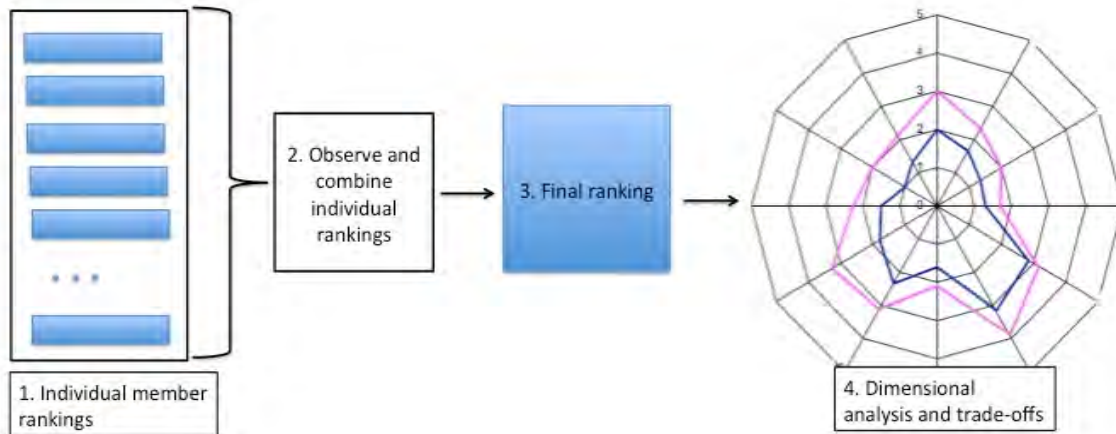 1. Individual member
rankings
2. Observe and
combine
individual
rankings
3. Final ranking
5
4
3
2
1
0
4. Dimensional
analysis and trade-offs